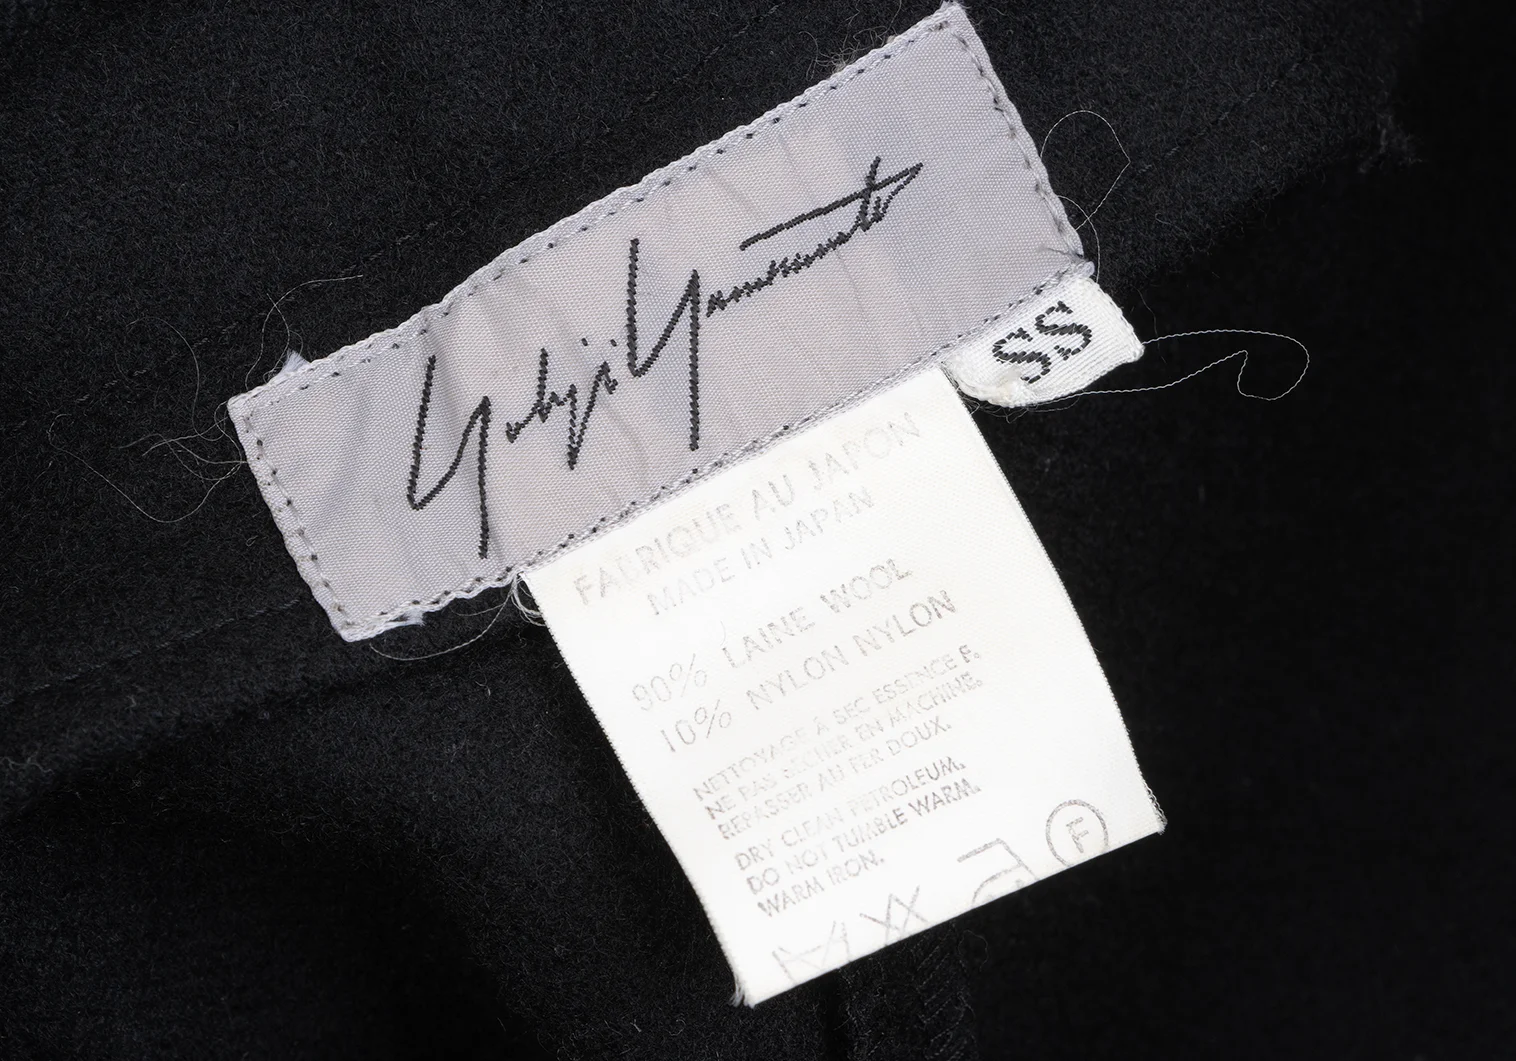 Yohji Yamamoto
SS
FABRIQUE AU JAPON
MADE IN JAPAN
90% LAINE WOOL
10% NYLON NYLON
NETTOYAGE À SEC ESSENCE F.
NE PAS SÉCHER EN MACHINE.
REPASSER AU FER DOUX.
DRY CLEAN PETROLEUM.
DO NOT TUMBLE WARM.
WARM IRON.
F